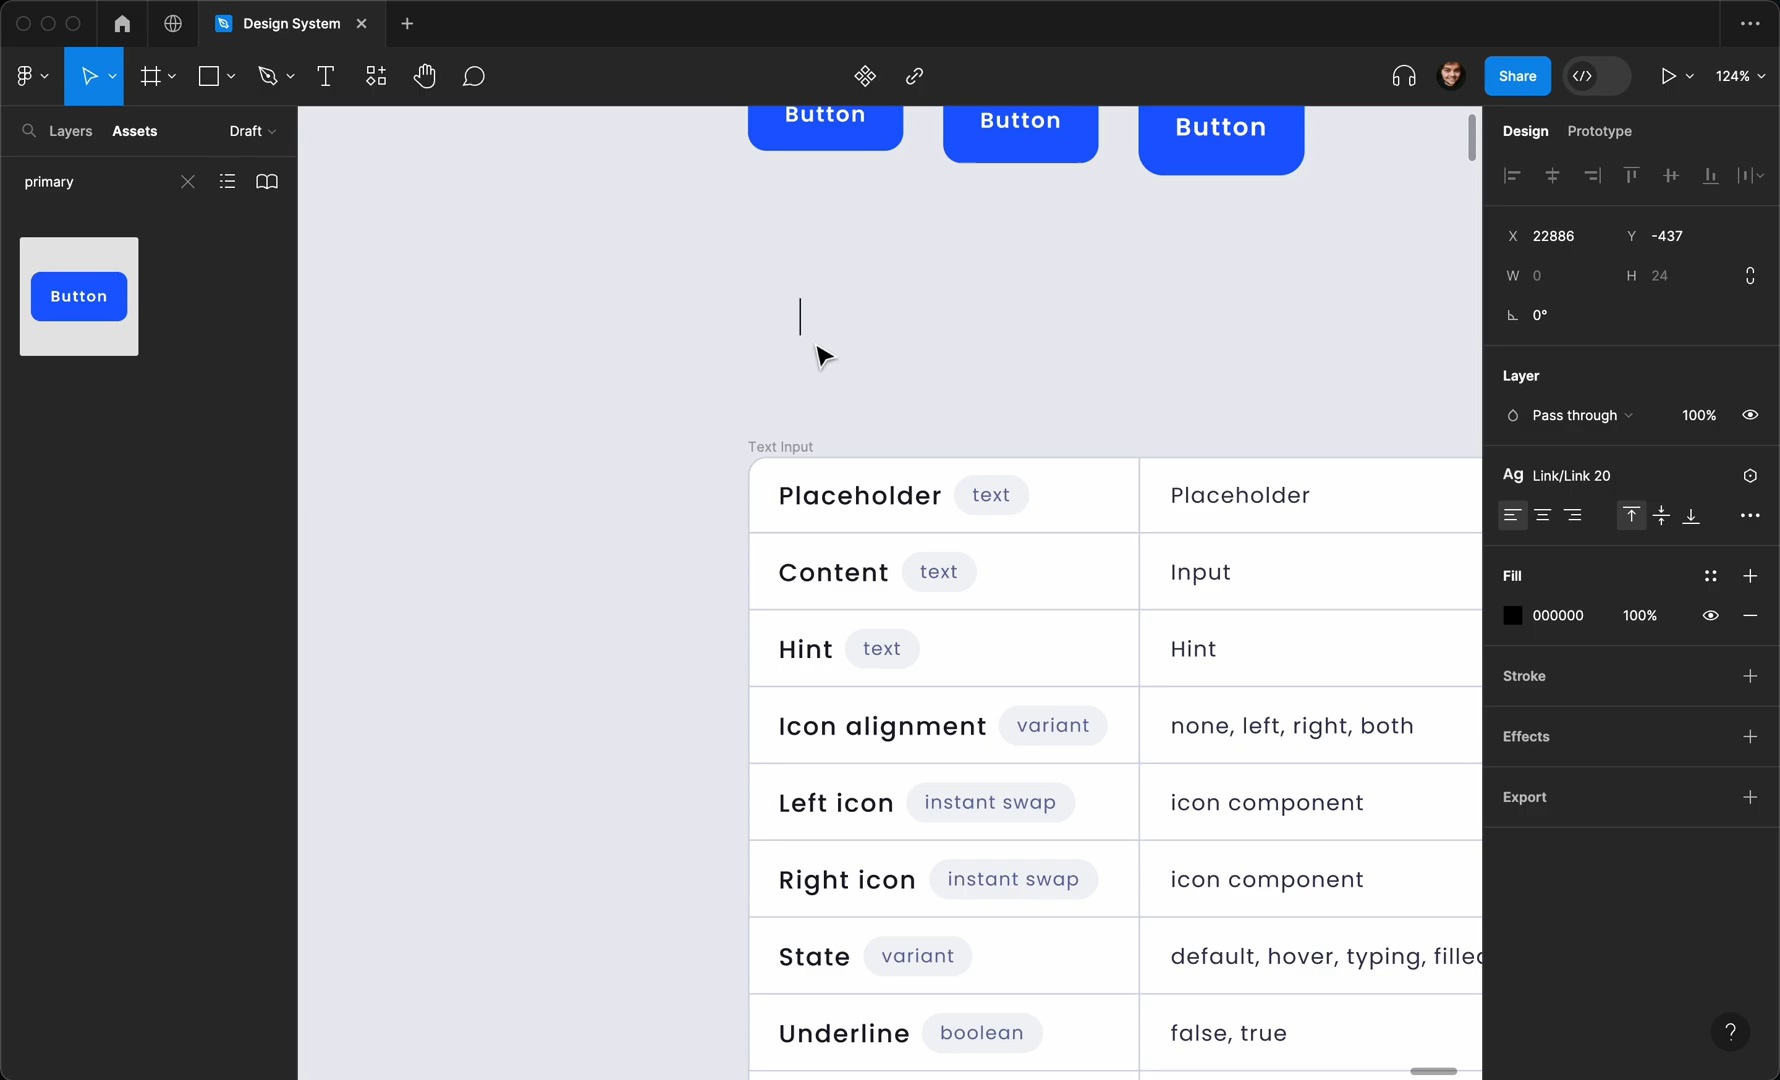 Design System
Share
124%
Layers Assets Draft
primary
Button
Button
Button
Button
Text Input
Placeholder text Placeholder
Content text Input
Hint text Hint
Icon alignment variant none, left, right, both
Left icon instant swap icon component
Right icon instant swap icon component
State variant default, hover, typing, filled
Underline boolean false, true
Design Prototype
X 22886 Y -437
W 0 H 24
0°
Layer
Pass through 100%
Ag Link/Link 20
Fill
000000 100%
Stroke
Effects
Export
?